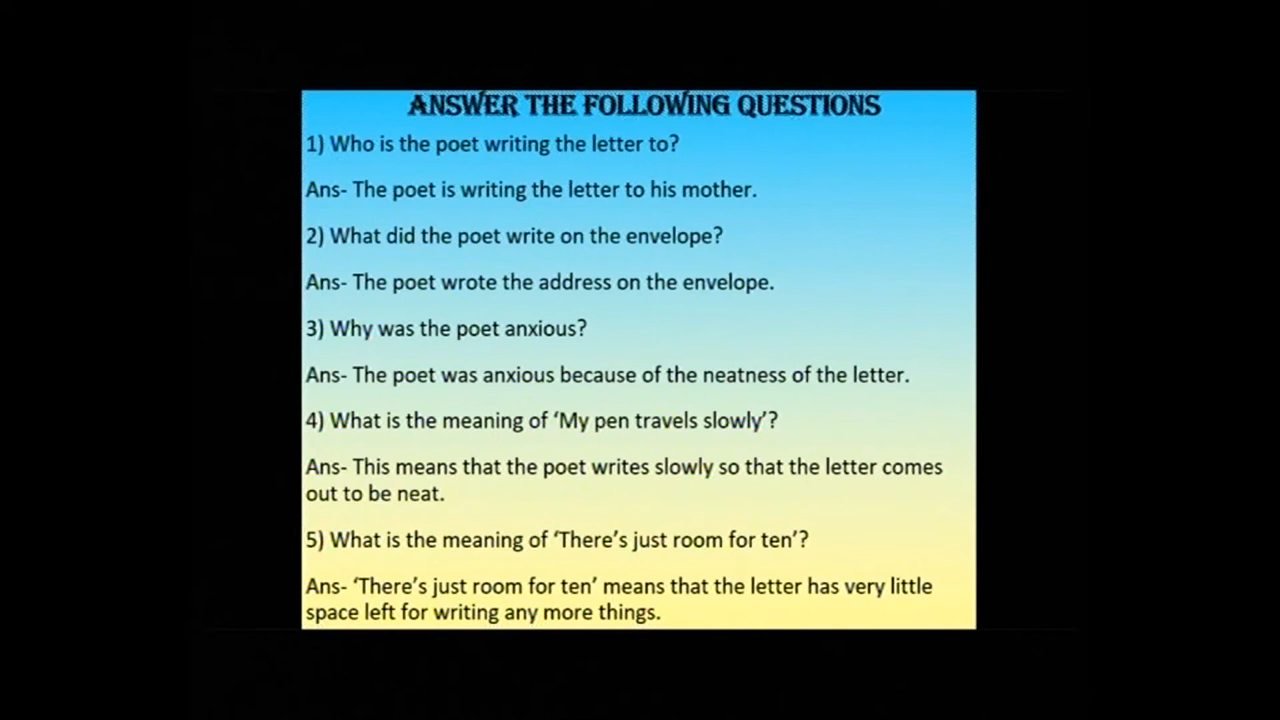 ANSWER THE FOLLOWING QUESTIONS
1) Who is the poet writing the letter to?
Ans- The poet is writing the letter to his mother.
2) What did the poet write on the envelope?
Ans- The poet wrote the address on the envelope.
3) Why was the poet anxious?
Ans- The poet was anxious because of the neatness of the letter.
4) What is the meaning of ‘My pen travels slowly’?
Ans- This means that the poet writes slowly so that the letter comes
out to be neat.
5) What is the meaning of ‘There’s just room for ten’?
Ans- ‘There’s just room for ten’ means that the letter has very little
space left for writing any more things.